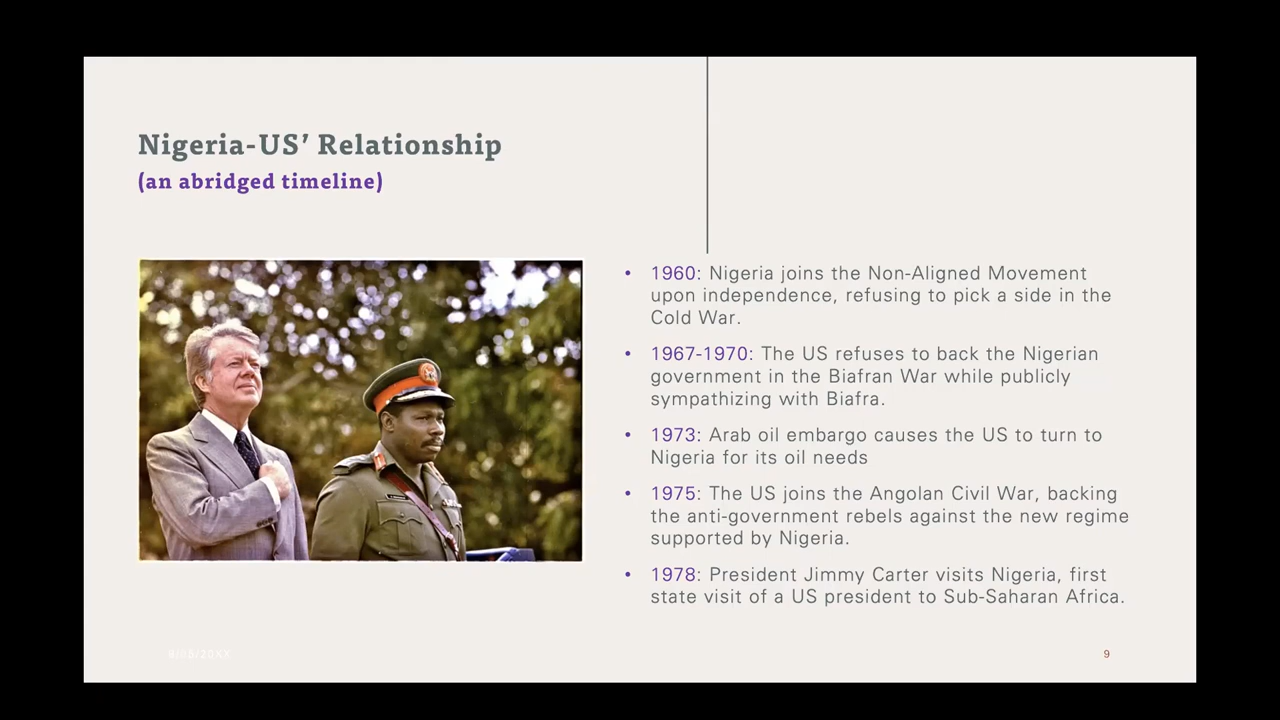 Nigeria-US’ Relationship
(an abridged timeline)
• 1960: Nigeria joins the Non-Aligned Movement
upon independence, refusing to pick a side in the
Cold War.
• 1967-1970: The US refuses to back the Nigerian
government in the Biafran War while publicly
sympathizing with Biafra.
• 1973: Arab oil embargo causes the US to turn to
Nigeria for its oil needs
• 1975: The US joins the Angolan Civil War, backing
the anti-government rebels against the new regime
supported by Nigeria.
• 1978: President Jimmy Carter visits Nigeria, first
state visit of a US president to Sub-Saharan Africa.
9